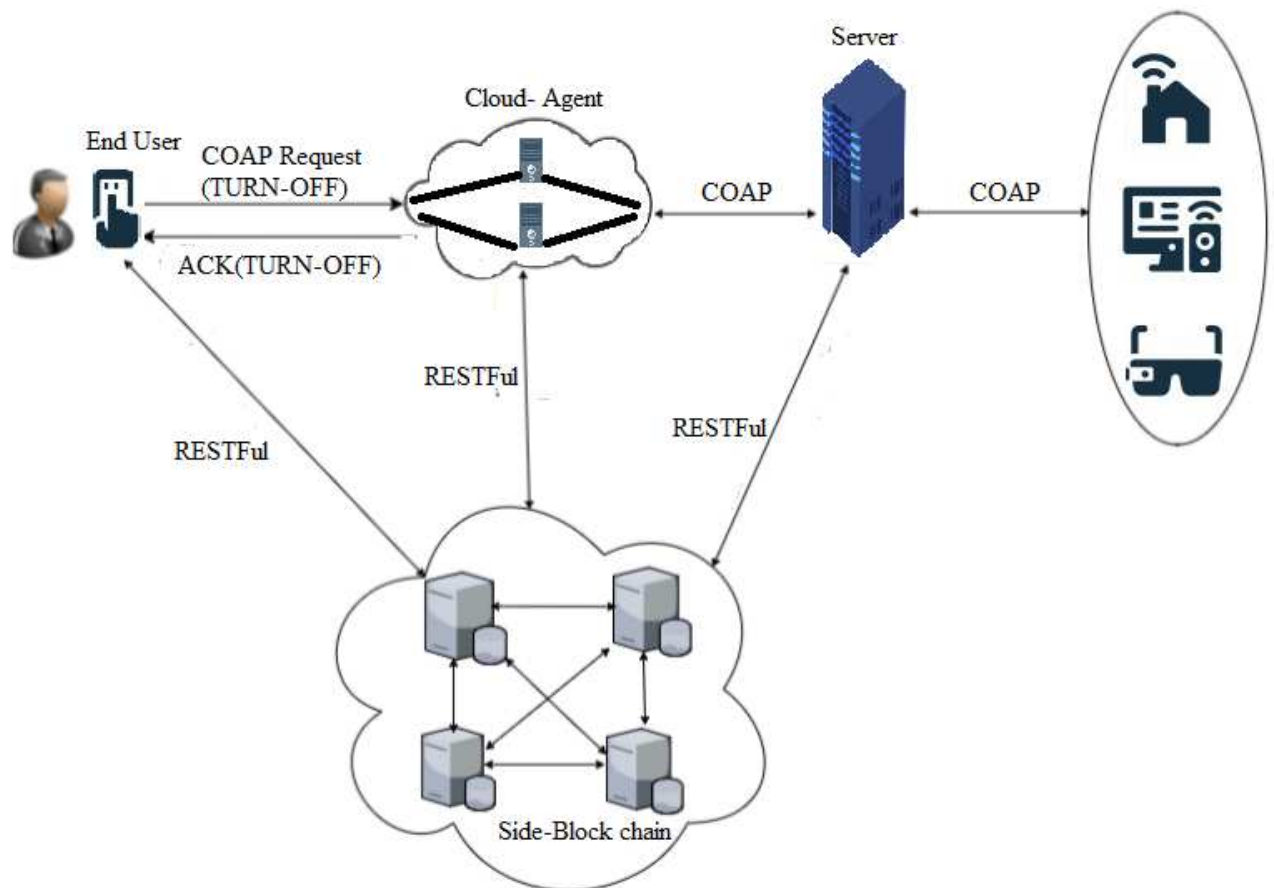 Server
Cloud- Agent
End User
COAP Request
(TURN-OFF)
COAP
COAP
ACK(TURN-OFF)
RESTFul
RESTFul
RESTFul
Side-Block chain